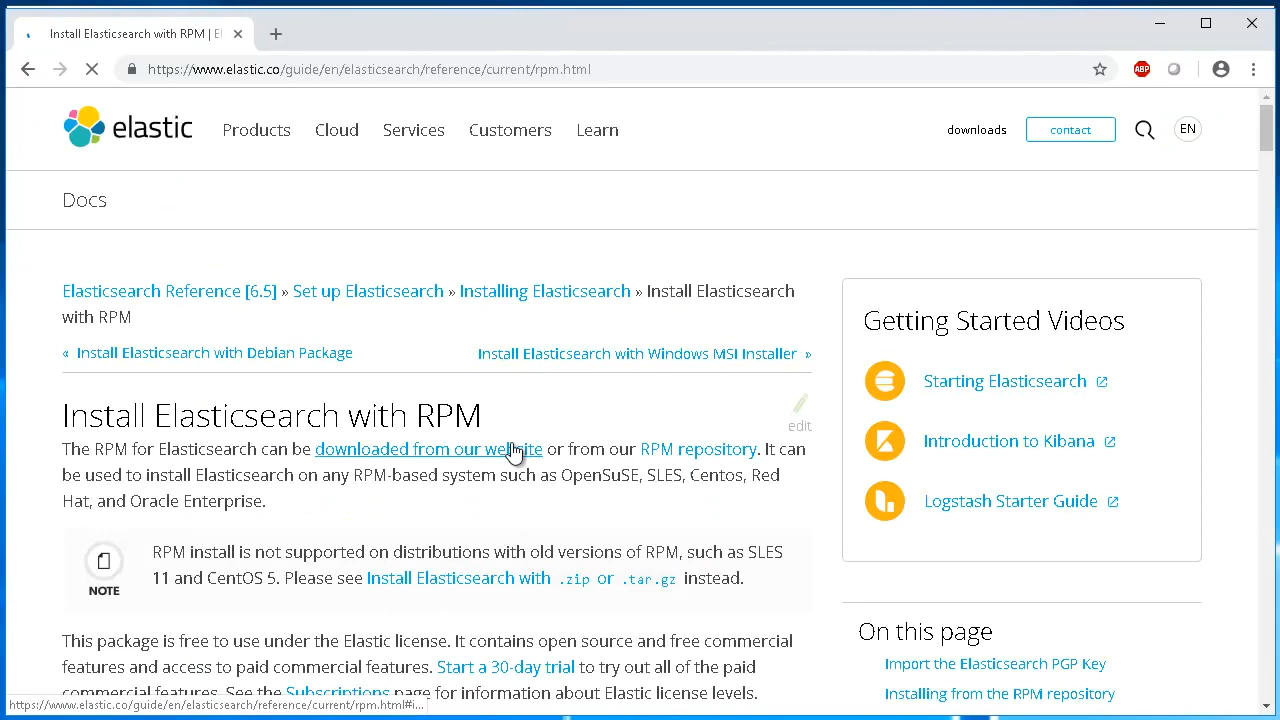 Install Elasticsearch with RPM | El
https://www.elastic.co/guide/en/elasticsearch/reference/current/rpm.html
ABP
elastic
Products Cloud Services Customers Learn
downloads contact EN
Docs
Elasticsearch Reference [6.5] » Set up Elasticsearch » Installing Elasticsearch » Install Elasticsearch
with RPM
« Install Elasticsearch with Debian Package
Install Elasticsearch with Windows MSI Installer »
Install Elasticsearch with RPM
edit
The RPM for Elasticsearch can be downloaded from our website or from our RPM repository. It can
be used to install Elasticsearch on any RPM-based system such as OpenSuSE, SLES, Centos, Red
Hat, and Oracle Enterprise.
NOTE
RPM install is not supported on distributions with old versions of RPM, such as SLES
11 and CentOS 5. Please see Install Elasticsearch with .zip or .tar.gz instead.
This package is free to use under the Elastic license. It contains open source and free commercial
features and access to paid commercial features. Start a 30-day trial to try out all of the paid
commercial features. See the Subscriptions page for information about Elastic license levels.
Getting Started Videos
Starting Elasticsearch
Introduction to Kibana
Logstash Starter Guide
On this page
Import the Elasticsearch PGP Key
Installing from the RPM repository
https://www.elastic.co/guide/en/elasticsearch/reference/current/rpm.html#i...